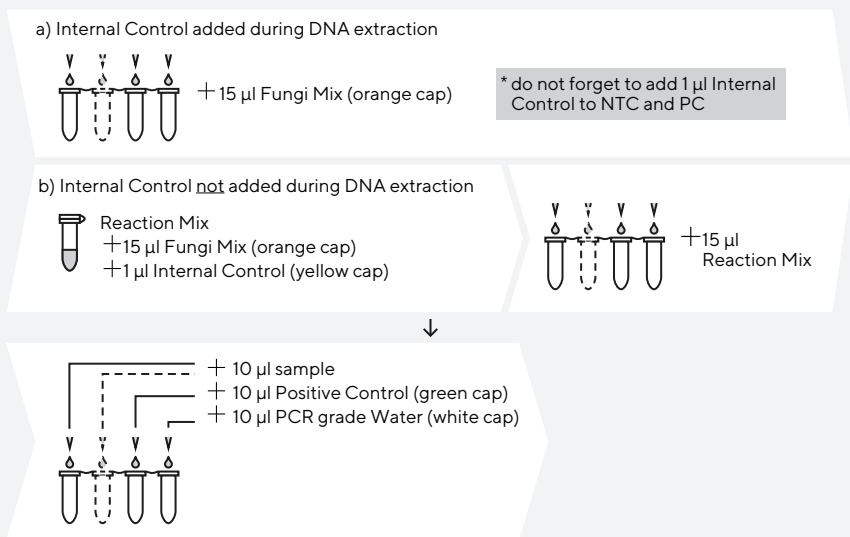 a) Internal Control added during DNA extraction
+ 15 µl Fungi Mix (orange cap)
* do not forget to add 1 µl Internal
Control to NTC and PC
b) Internal Control not added during DNA extraction
Reaction Mix
+15 µl Fungi Mix (orange cap)
+1 µl Internal Control (yellow cap)
+15 µl
Reaction Mix
+ 10 µl sample
+ 10 µl Positive Control (green cap)
+ 10 µl PCR grade Water (white cap)